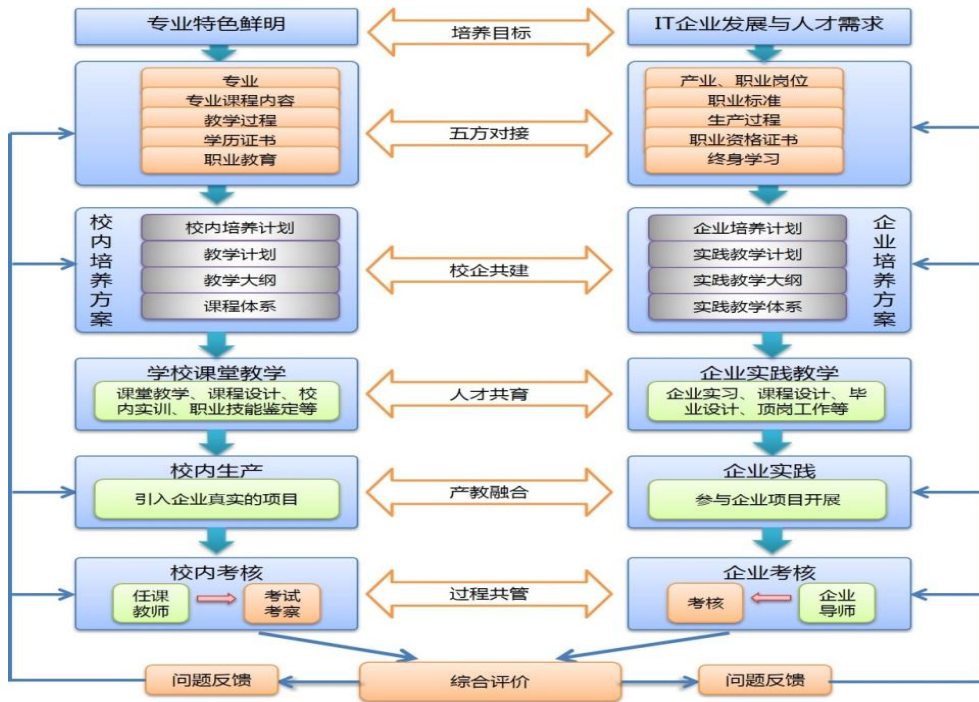 专业特色鲜明
培养目标
IT企业发展与人才需求
专业
专业课程内容
教学过程
学历证书
职业教育
五方对接
产业、职业岗位
职业标准
生产过程
职业资格证书
终身学习
校内培养方案
校内培养计划
教学计划
教学大纲
课程体系
校企共建
企业培养计划
实践教学计划
实践教学大纲
实践教学体系
企业培养方案
学校课堂教学
课堂教学、课程设计、校
内实训、职业技能鉴定等
人才共育
企业实践教学
企业实习、课程设计、毕
业设计、顶岗工作等
校内生产
引入企业真实的项目
产教融合
企业实践
参与企业项目开展
校内考核
任课
教师
考试
考察
过程共管
企业考核
考核
企业
导师
问题反馈
综合评价
问题反馈